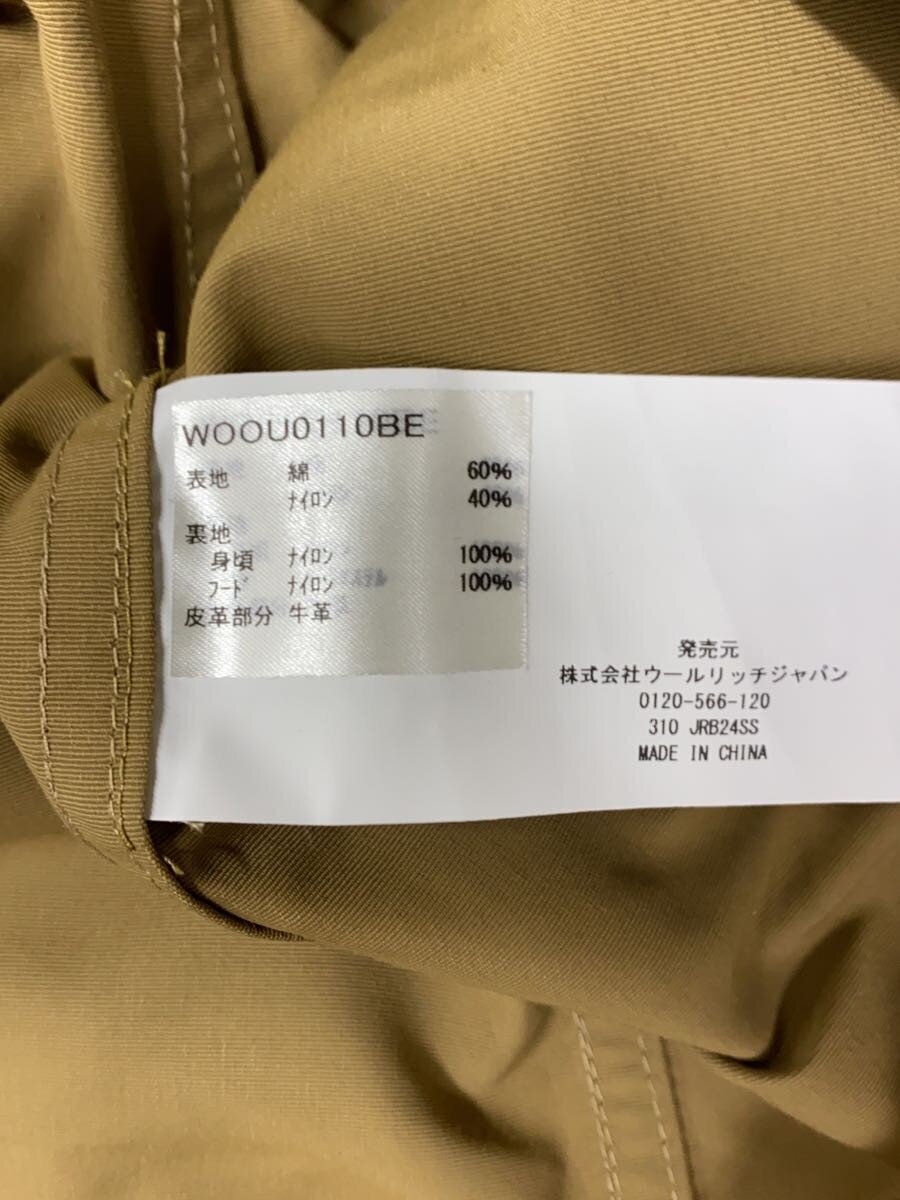 WOOU0110BE
表地 綿 60%
ﾅｲﾛﾝ 40%
裏地
身頃 ﾅｲﾛﾝ 100%
ﾌｰﾄﾞ ﾅｲﾛﾝ 100%
皮革部分 牛革
発売元
株式会社ウールリッチジャパン
0120-566-120
310 JRB24SS
MADE IN CHINA